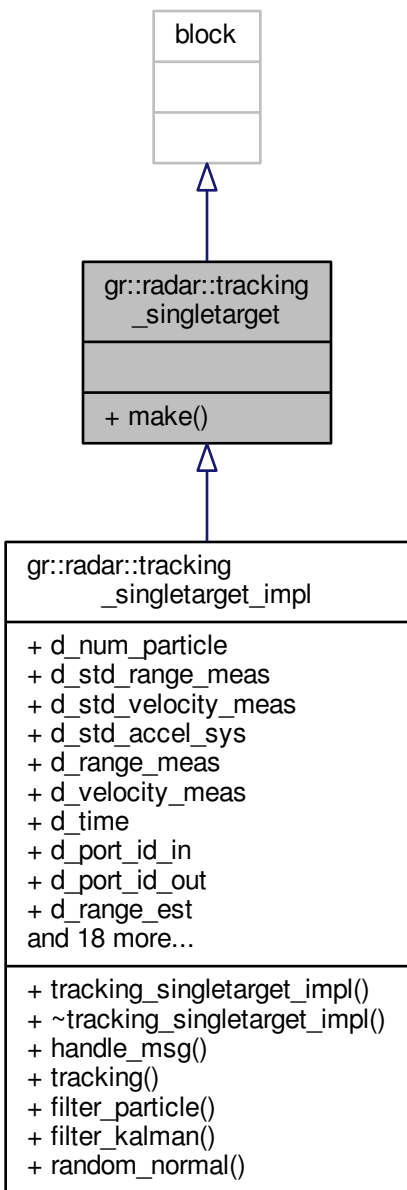 block
gr::radar::tracking
_singletarget
+ make()
gr::radar::tracking
_singletarget_impl
+ d_num_particle
+ d_std_range_meas
+ d_std_velocity_meas
+ d_std_accel_sys
+ d_range_meas
+ d_velocity_meas
+ d_time
+ d_port_id_in
+ d_port_id_out
+ d_range_est
and 18 more...
+ tracking_singletarget_impl()
+ ~tracking_singletarget_impl()
+ handle_msg()
+ tracking()
+ filter_particle()
+ filter_kalman()
+ random_normal()